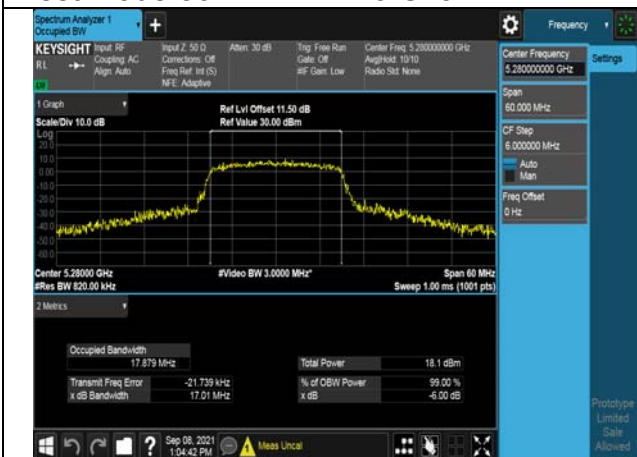 Spectrum Analyzer 1
Occupied BW
+
Frequency
KEYSIGHT
RL
Input: RF
Coupling: AC
Align: Auto
Input Z: 50 Ω
Corrections: Off
Freq Ref: Int (S)
NFE: Adaptive
Atten: 30 dB
Trig: Free Run
Gate: Off
#IF Gain: Low
Center Freq: 5.280000000 GHz
Avg|Hold: 10/10
Radio Std: None
Center Frequency
5.280000000 GHz
Settings
Span
60.000 MHz
CF Step
6.000000 MHz
Auto
Man
Freq Offset
0 Hz
1 Graph
Scale/Div 10.0 dB
Ref Lvl Offset 11.50 dB
Ref Value 30.00 dBm
Log
20.0
10.0
0.00
-10.0
-20.0
-30.0
-40.0
-50.0
-60.0
Center 5.28000 GHz
#Res BW 820.00 kHz
#Video BW 3.0000 MHz*
Span 60 MHz
Sweep 1.00 ms (1001 pts)
2 Metrics
Occupied Bandwidth
17.879 MHz
Total Power
18.1 dBm
Transmit Freq Error
-21.739 kHz
% of OBW Power
99.00 %
x dB Bandwidth
17.01 MHz
x dB
-6.00 dB
Prototype
Limited
Sale
Allowed
?
Sep 08, 2021
1:04:42 PM
Meas Uncal